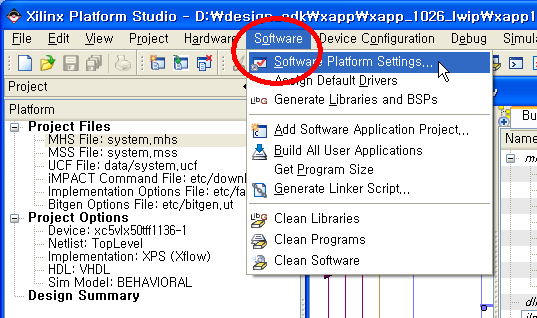 Xilinx Platform Studio - D:\design_edk\xapp\xapp_1026_lwip\xapp1
File Edit View Project Hardware Software Device Configuration Debug Simula
Software Platform Settings...
Assign Default Drivers
Generate Libraries and BSPs
Add Software Application Project...
Build All User Applications
Get Program Size
Generate Linker Script...
Clean Libraries
Clean Programs
Clean Software
Project
Platform
Project Files
MHS File: system.mhs
MSS File: system.mss
UCF File: data/system.ucf
iMPACT Command File: etc/downl
Implementation Options File: etc/fa
Bitgen Options File: etc/bitgen.ut
Project Options
Device: xc5vlx50tff1136-1
Netlist: TopLevel
Implementation: XPS (Xflow)
HDL: VHDL
Sim Model: BEHAVIORAL
Design Summary
Bu
Name